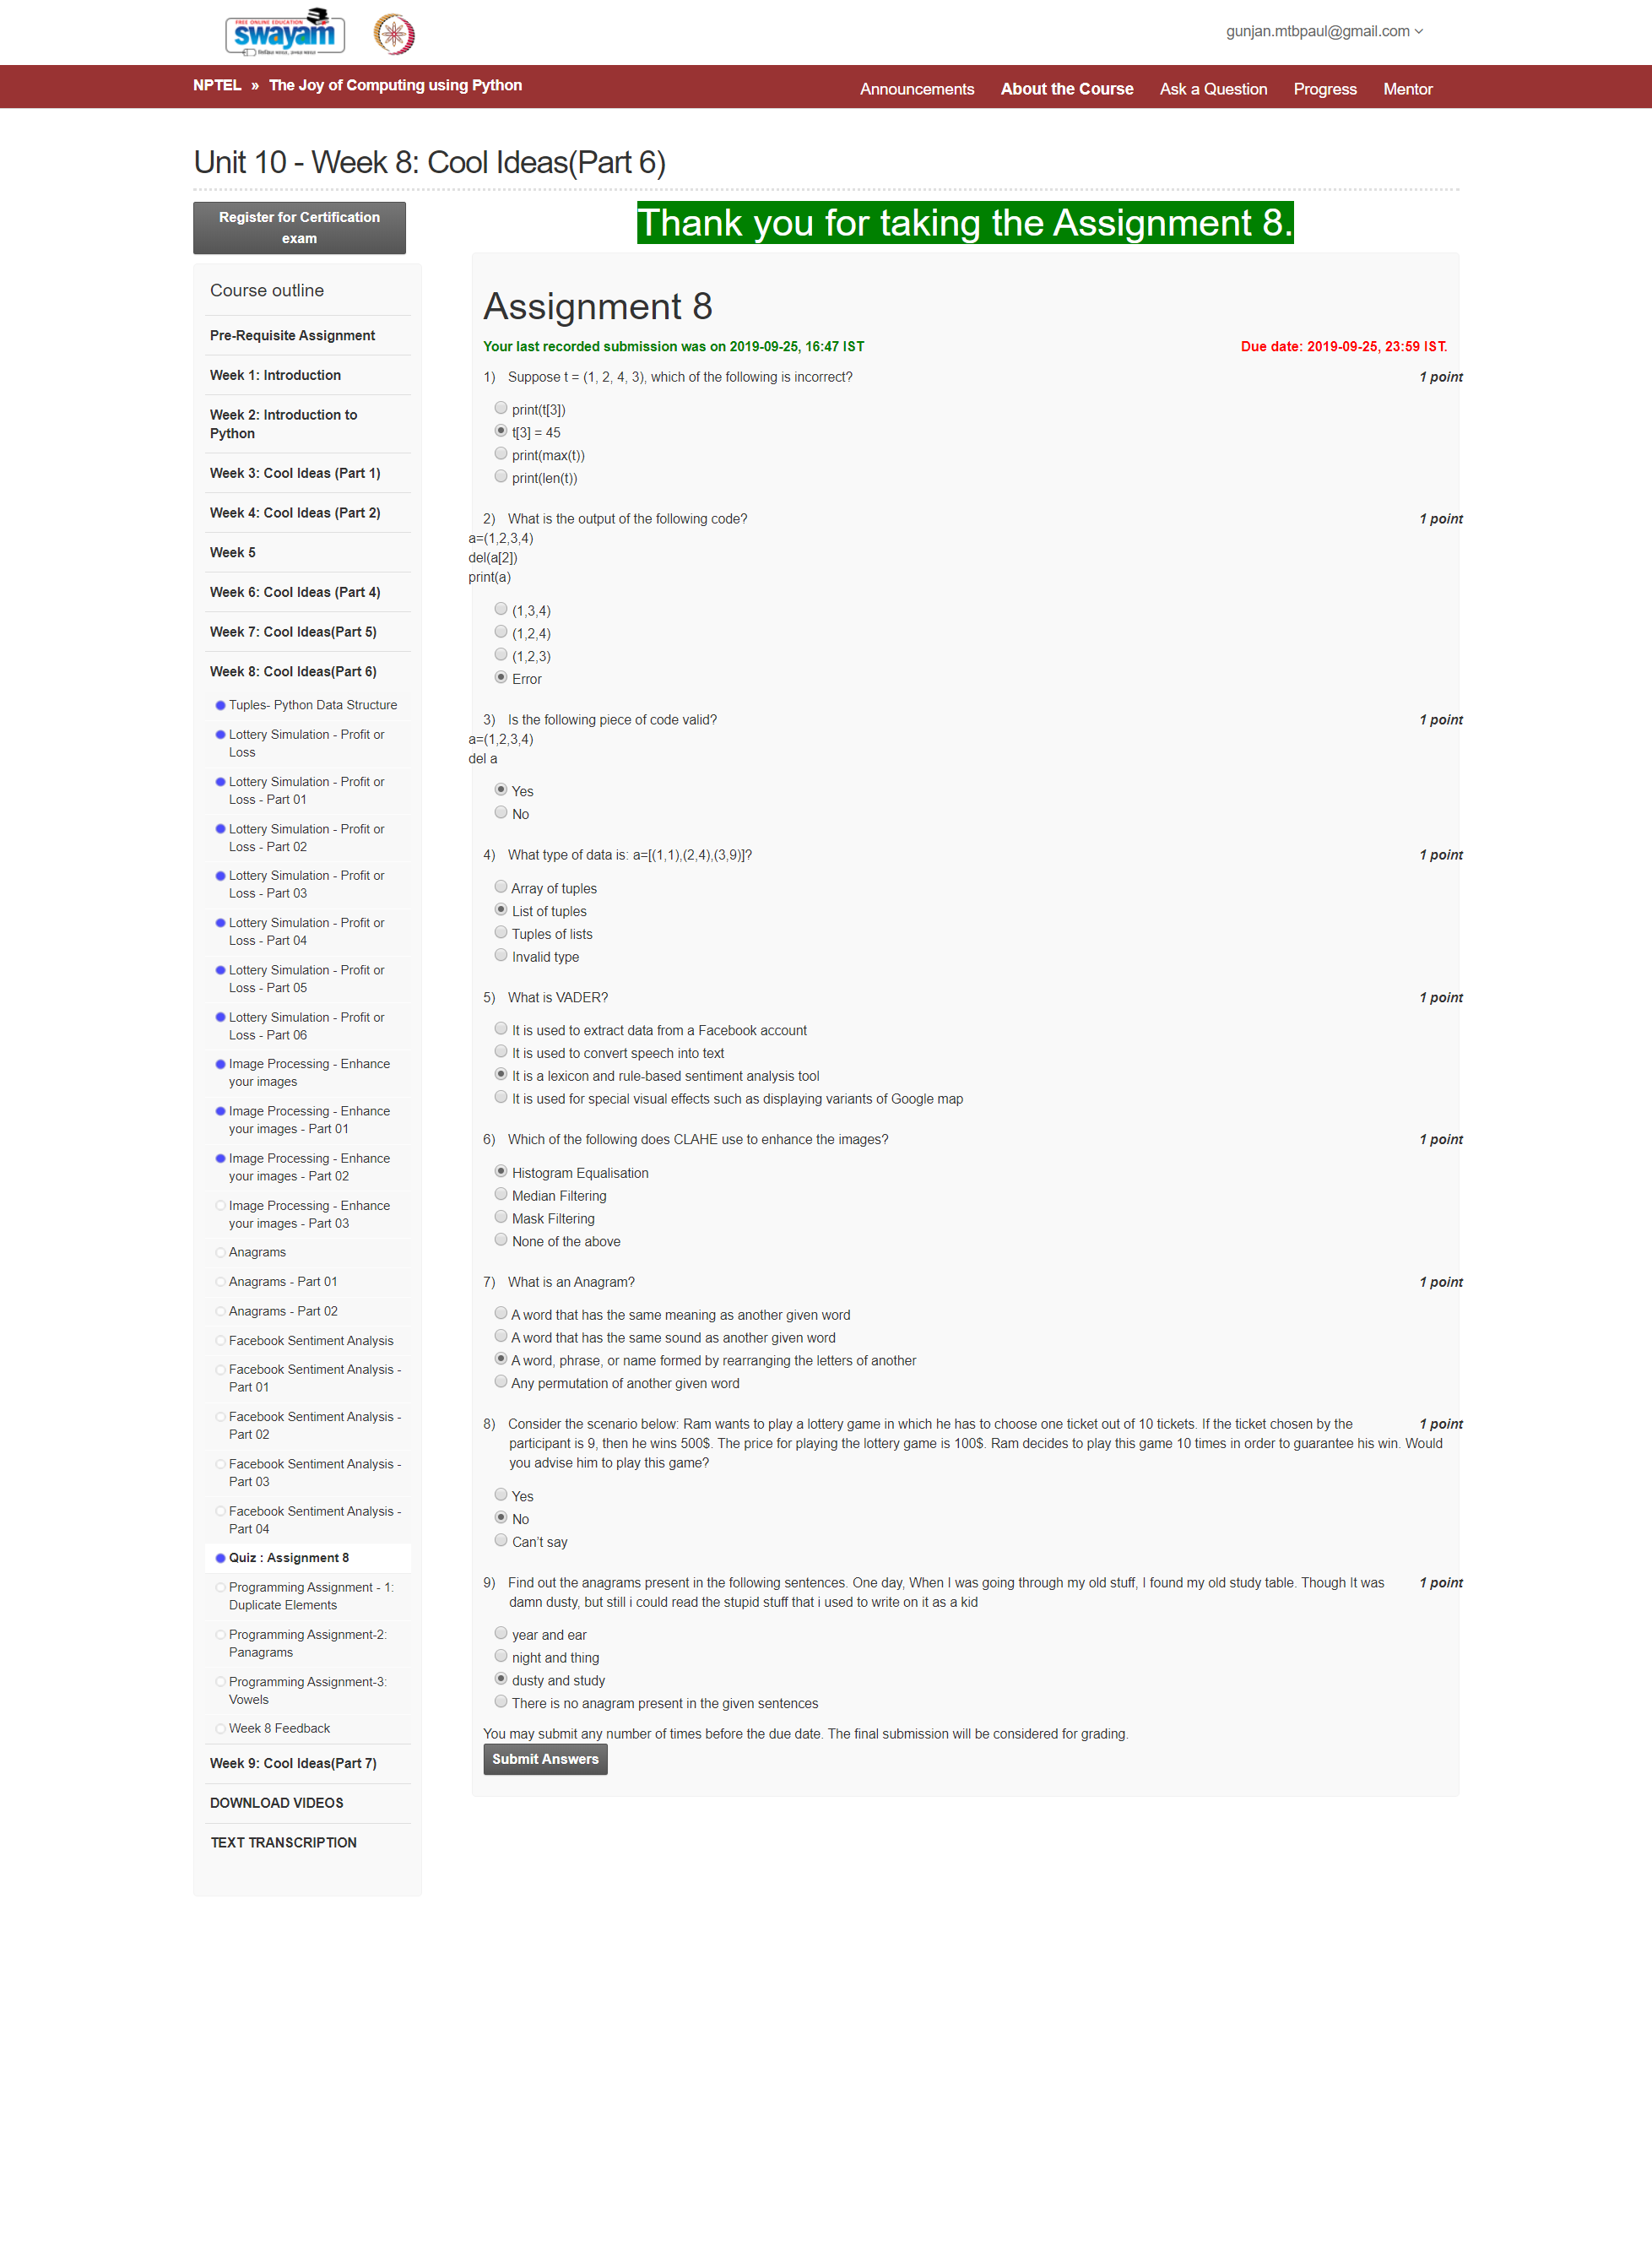 FREE ONLINE EDUCATION
swayam
gunjan.mtbpaul@gmail.com
NPTEL » The Joy of Computing using Python
Announcements
About the Course
Ask a Question
Progress
Mentor
Unit 10 - Week 8: Cool Ideas(Part 6)
Register for Certification
exam
Course outline
Pre-Requisite Assignment
Week 1: Introduction
Week 2: Introduction to
Python
Week 3: Cool Ideas (Part 1)
Week 4: Cool Ideas (Part 2)
Week 5
Week 6: Cool Ideas (Part 4)
Week 7: Cool Ideas(Part 5)
Week 8: Cool Ideas(Part 6)
Tuples- Python Data Structure
Lottery Simulation - Profit or
Loss
Lottery Simulation - Profit or
Loss - Part 01
Lottery Simulation - Profit or
Loss - Part 02
Lottery Simulation - Profit or
Loss - Part 03
Lottery Simulation - Profit or
Loss - Part 04
Lottery Simulation - Profit or
Loss - Part 05
Lottery Simulation - Profit or
Loss - Part 06
Image Processing - Enhance
your images
Image Processing - Enhance
your images - Part 01
Image Processing - Enhance
your images - Part 02
Image Processing - Enhance
your images - Part 03
Anagrams
Anagrams - Part 01
Anagrams - Part 02
Facebook Sentiment Analysis
Facebook Sentiment Analysis -
Part 01
Facebook Sentiment Analysis -
Part 02
Facebook Sentiment Analysis -
Part 03
Facebook Sentiment Analysis -
Part 04
Quiz : Assignment 8
Programming Assignment - 1:
Duplicate Elements
Programming Assignment-2:
Panagrams
Programming Assignment-3:
Vowels
Week 8 Feedback
Week 9: Cool Ideas(Part 7)
DOWNLOAD VIDEOS
TEXT TRANSCRIPTION
Thank you for taking the Assignment 8.
Assignment 8
Your last recorded submission was on 2019-09-25, 16:47 IST
Due date: 2019-09-25, 23:59 IST.
1) Suppose t = (1, 2, 4, 3), which of the following is incorrect? 1 point
print(t[3])
t[3] = 45
print(max(t))
print(len(t))
2) What is the output of the following code? 1 point
a=(1,2,3,4)
del(a[2])
print(a)
(1,3,4)
(1,2,4)
(1,2,3)
Error
3) Is the following piece of code valid? 1 point
a=(1,2,3,4)
del a
Yes
No
4) What type of data is: a=[(1,1),(2,4),(3,9)]? 1 point
Array of tuples
List of tuples
Tuples of lists
Invalid type
5) What is VADER? 1 point
It is used to extract data from a Facebook account
It is used to convert speech into text
It is a lexicon and rule-based sentiment analysis tool
It is used for special visual effects such as displaying variants of Google map
6) Which of the following does CLAHE use to enhance the images? 1 point
Histogram Equalisation
Median Filtering
Mask Filtering
None of the above
7) What is an Anagram? 1 point
A word that has the same meaning as another given word
A word that has the same sound as another given word
A word, phrase, or name formed by rearranging the letters of another
Any permutation of another given word
8) Consider the scenario below: Ram wants to play a lottery game in which he has to choose one ticket out of 10 tickets. If the ticket chosen by the 1 point
participant is 9, then he wins 500$. The price for playing the lottery game is 100$. Ram decides to play this game 10 times in order to guarantee his win. Would
you advise him to play this game?
Yes
No
Can't say
9) Find out the anagrams present in the following sentences. One day, When I was going through my old stuff, I found my old study table. Though It was 1 point
damn dusty, but still i could read the stupid stuff that i used to write on it as a kid
year and ear
night and thing
dusty and study
There is no anagram present in the given sentences
You may submit any number of times before the due date. The final submission will be considered for grading.
Submit Answers